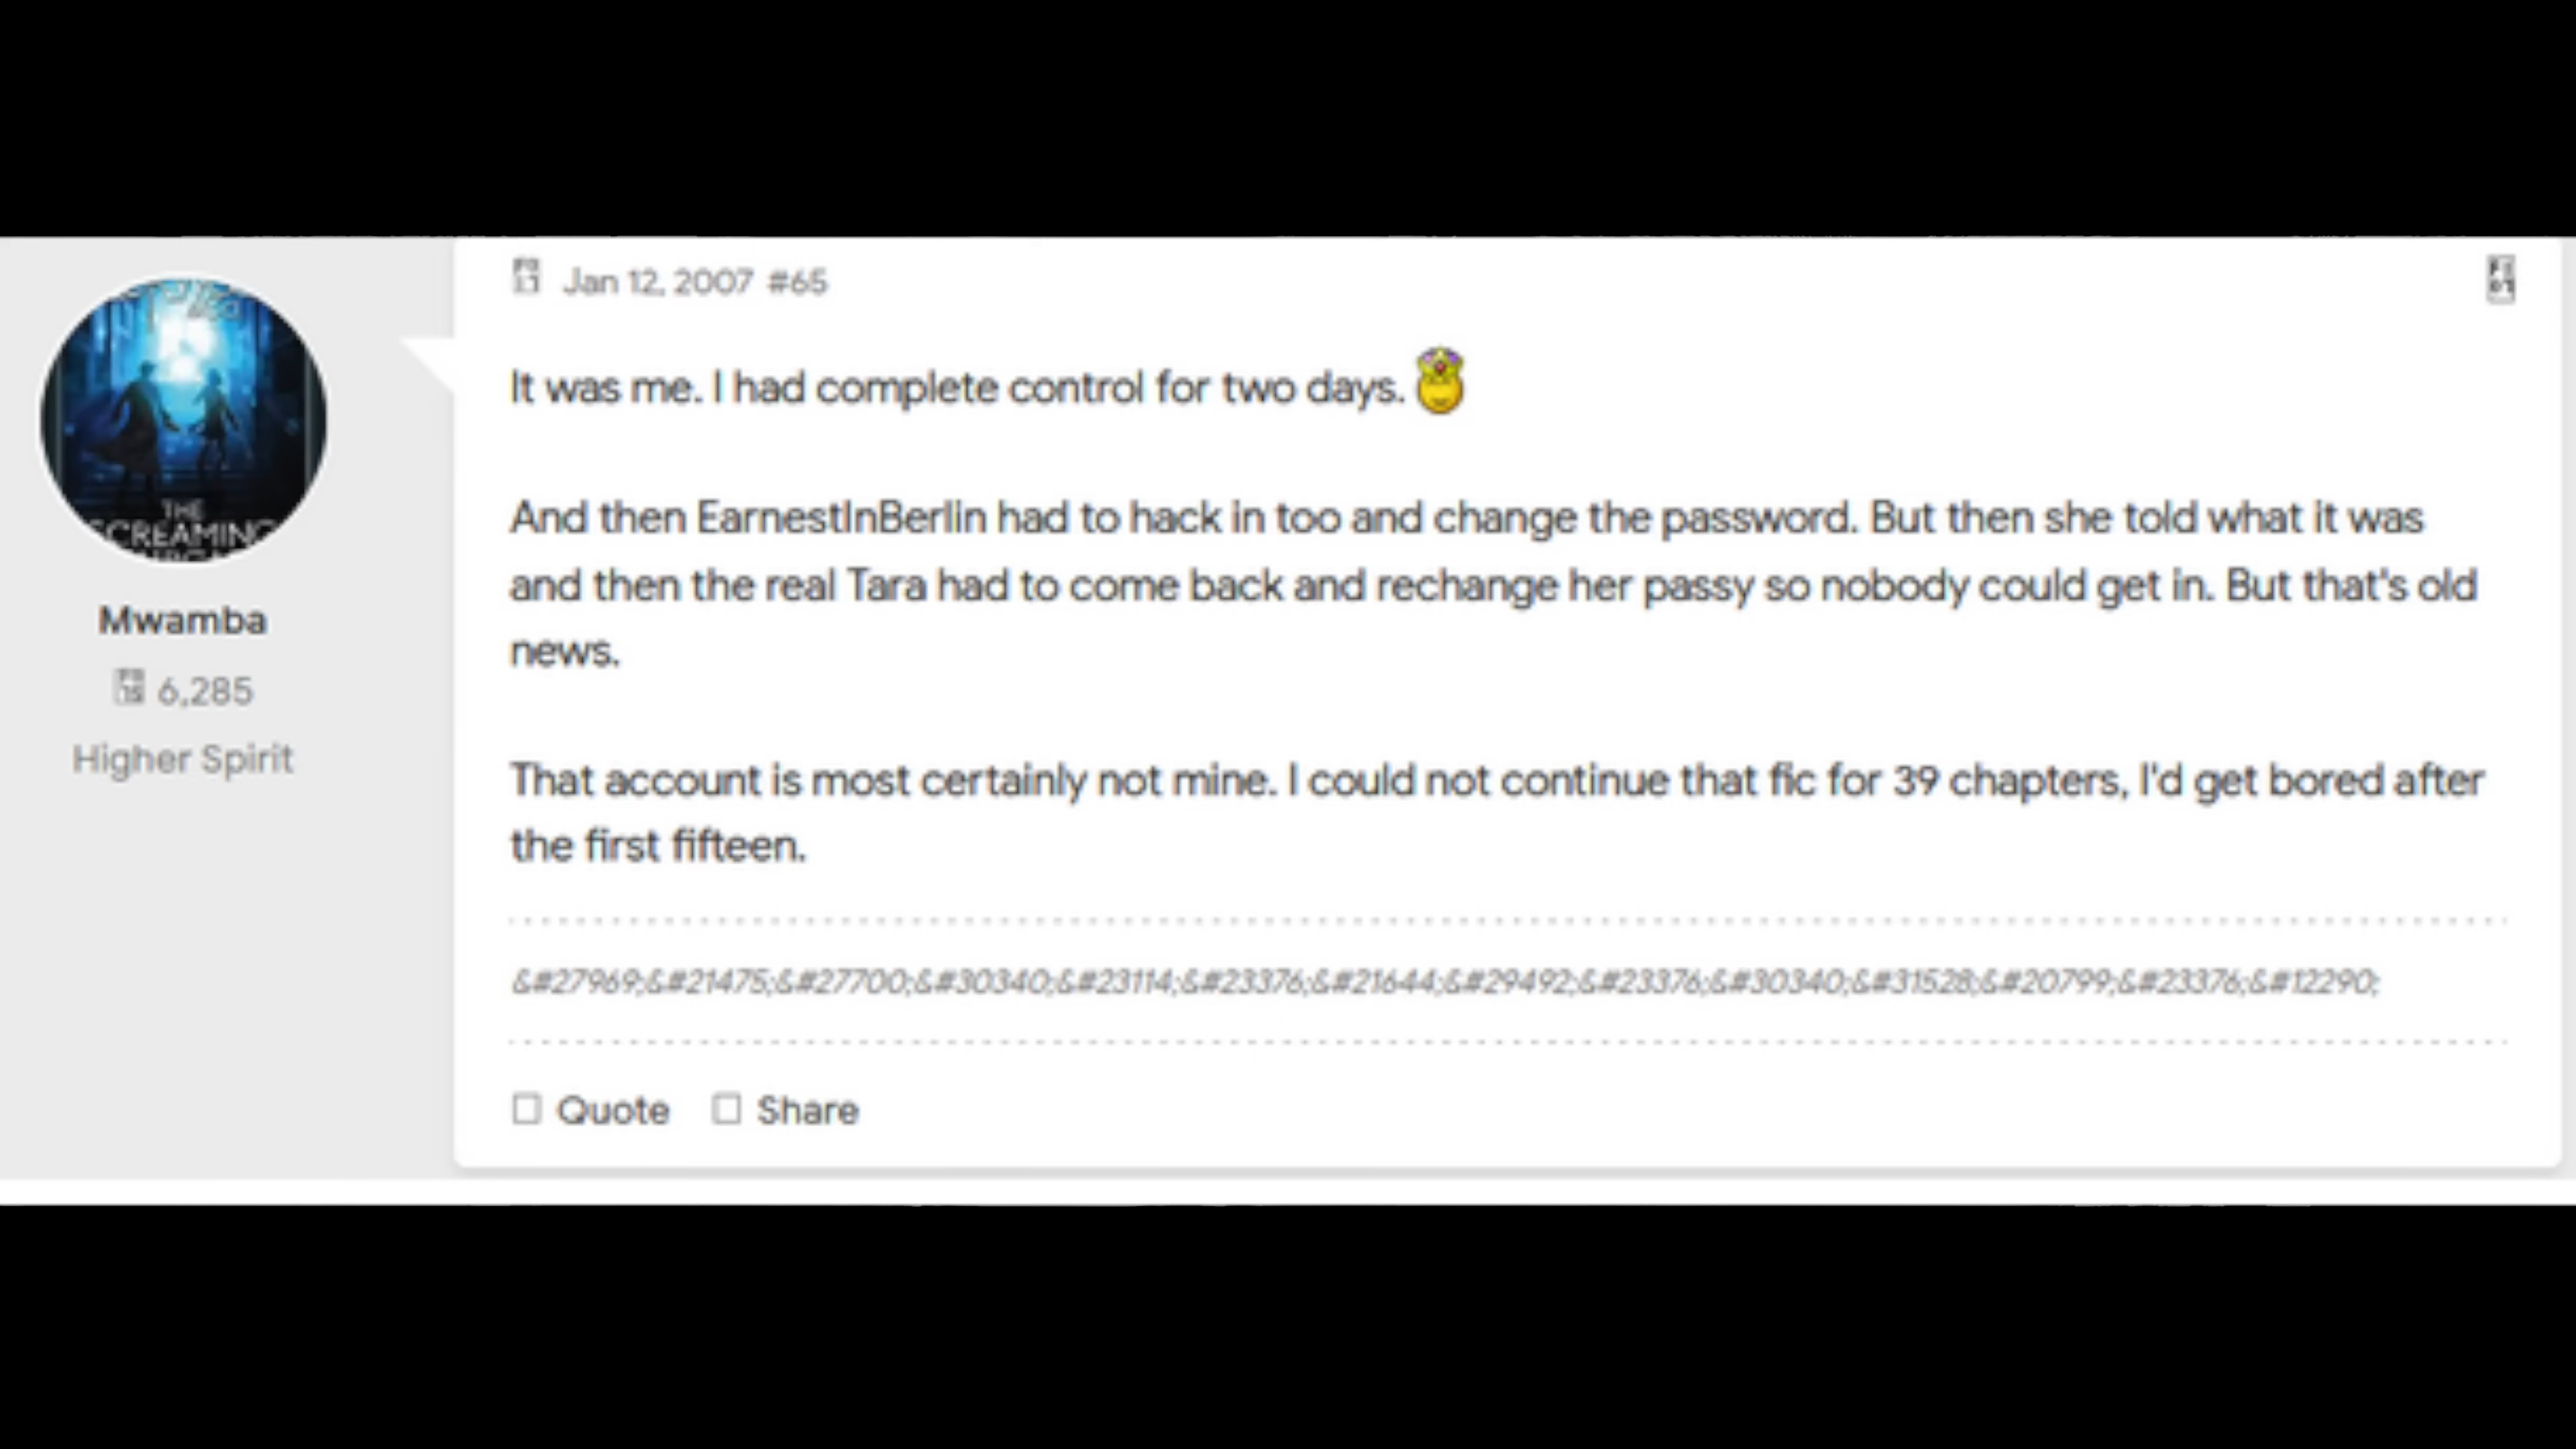 Jan 12, 2007 #65
It was me. I had complete control for two days.
And then EarnestInBerlin had to hack in too and change the password. But then she told what it was
and then the real Tara had to come back and rechange her passy so nobody could get in. But that's old
news.
That account is most certainly not mine. I could not continue that fic for 39 chapters, I'd get bored after
the first fifteen.
&#27969;&#21475;&#27700;&#30340;&#23114;&#23376;&#21644;&#29492;&#23376;&#30340;&#31528;&#20799;&#23376;&#12290;
Quote Share
THE
SCREAMING
Mwamba
6,285
Higher Spirit